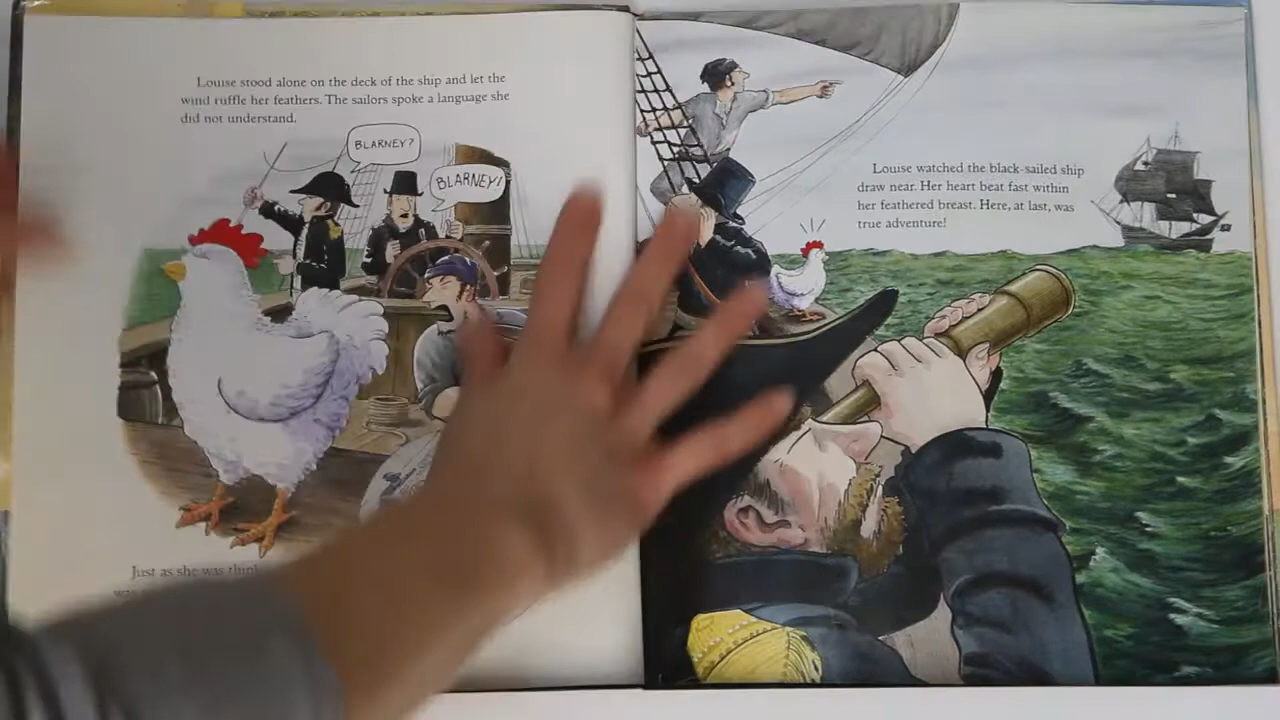 Louise stood alone on the deck of the ship and let the
wind ruffle her feathers. The sailors spoke a language she
did not understand.
BLARNEY?
BLARNEY!
Just as she was
Louise watched the black-sailed ship
draw near. Her heart beat fast within
her feathered breast. Here, at last, was
true adventure!